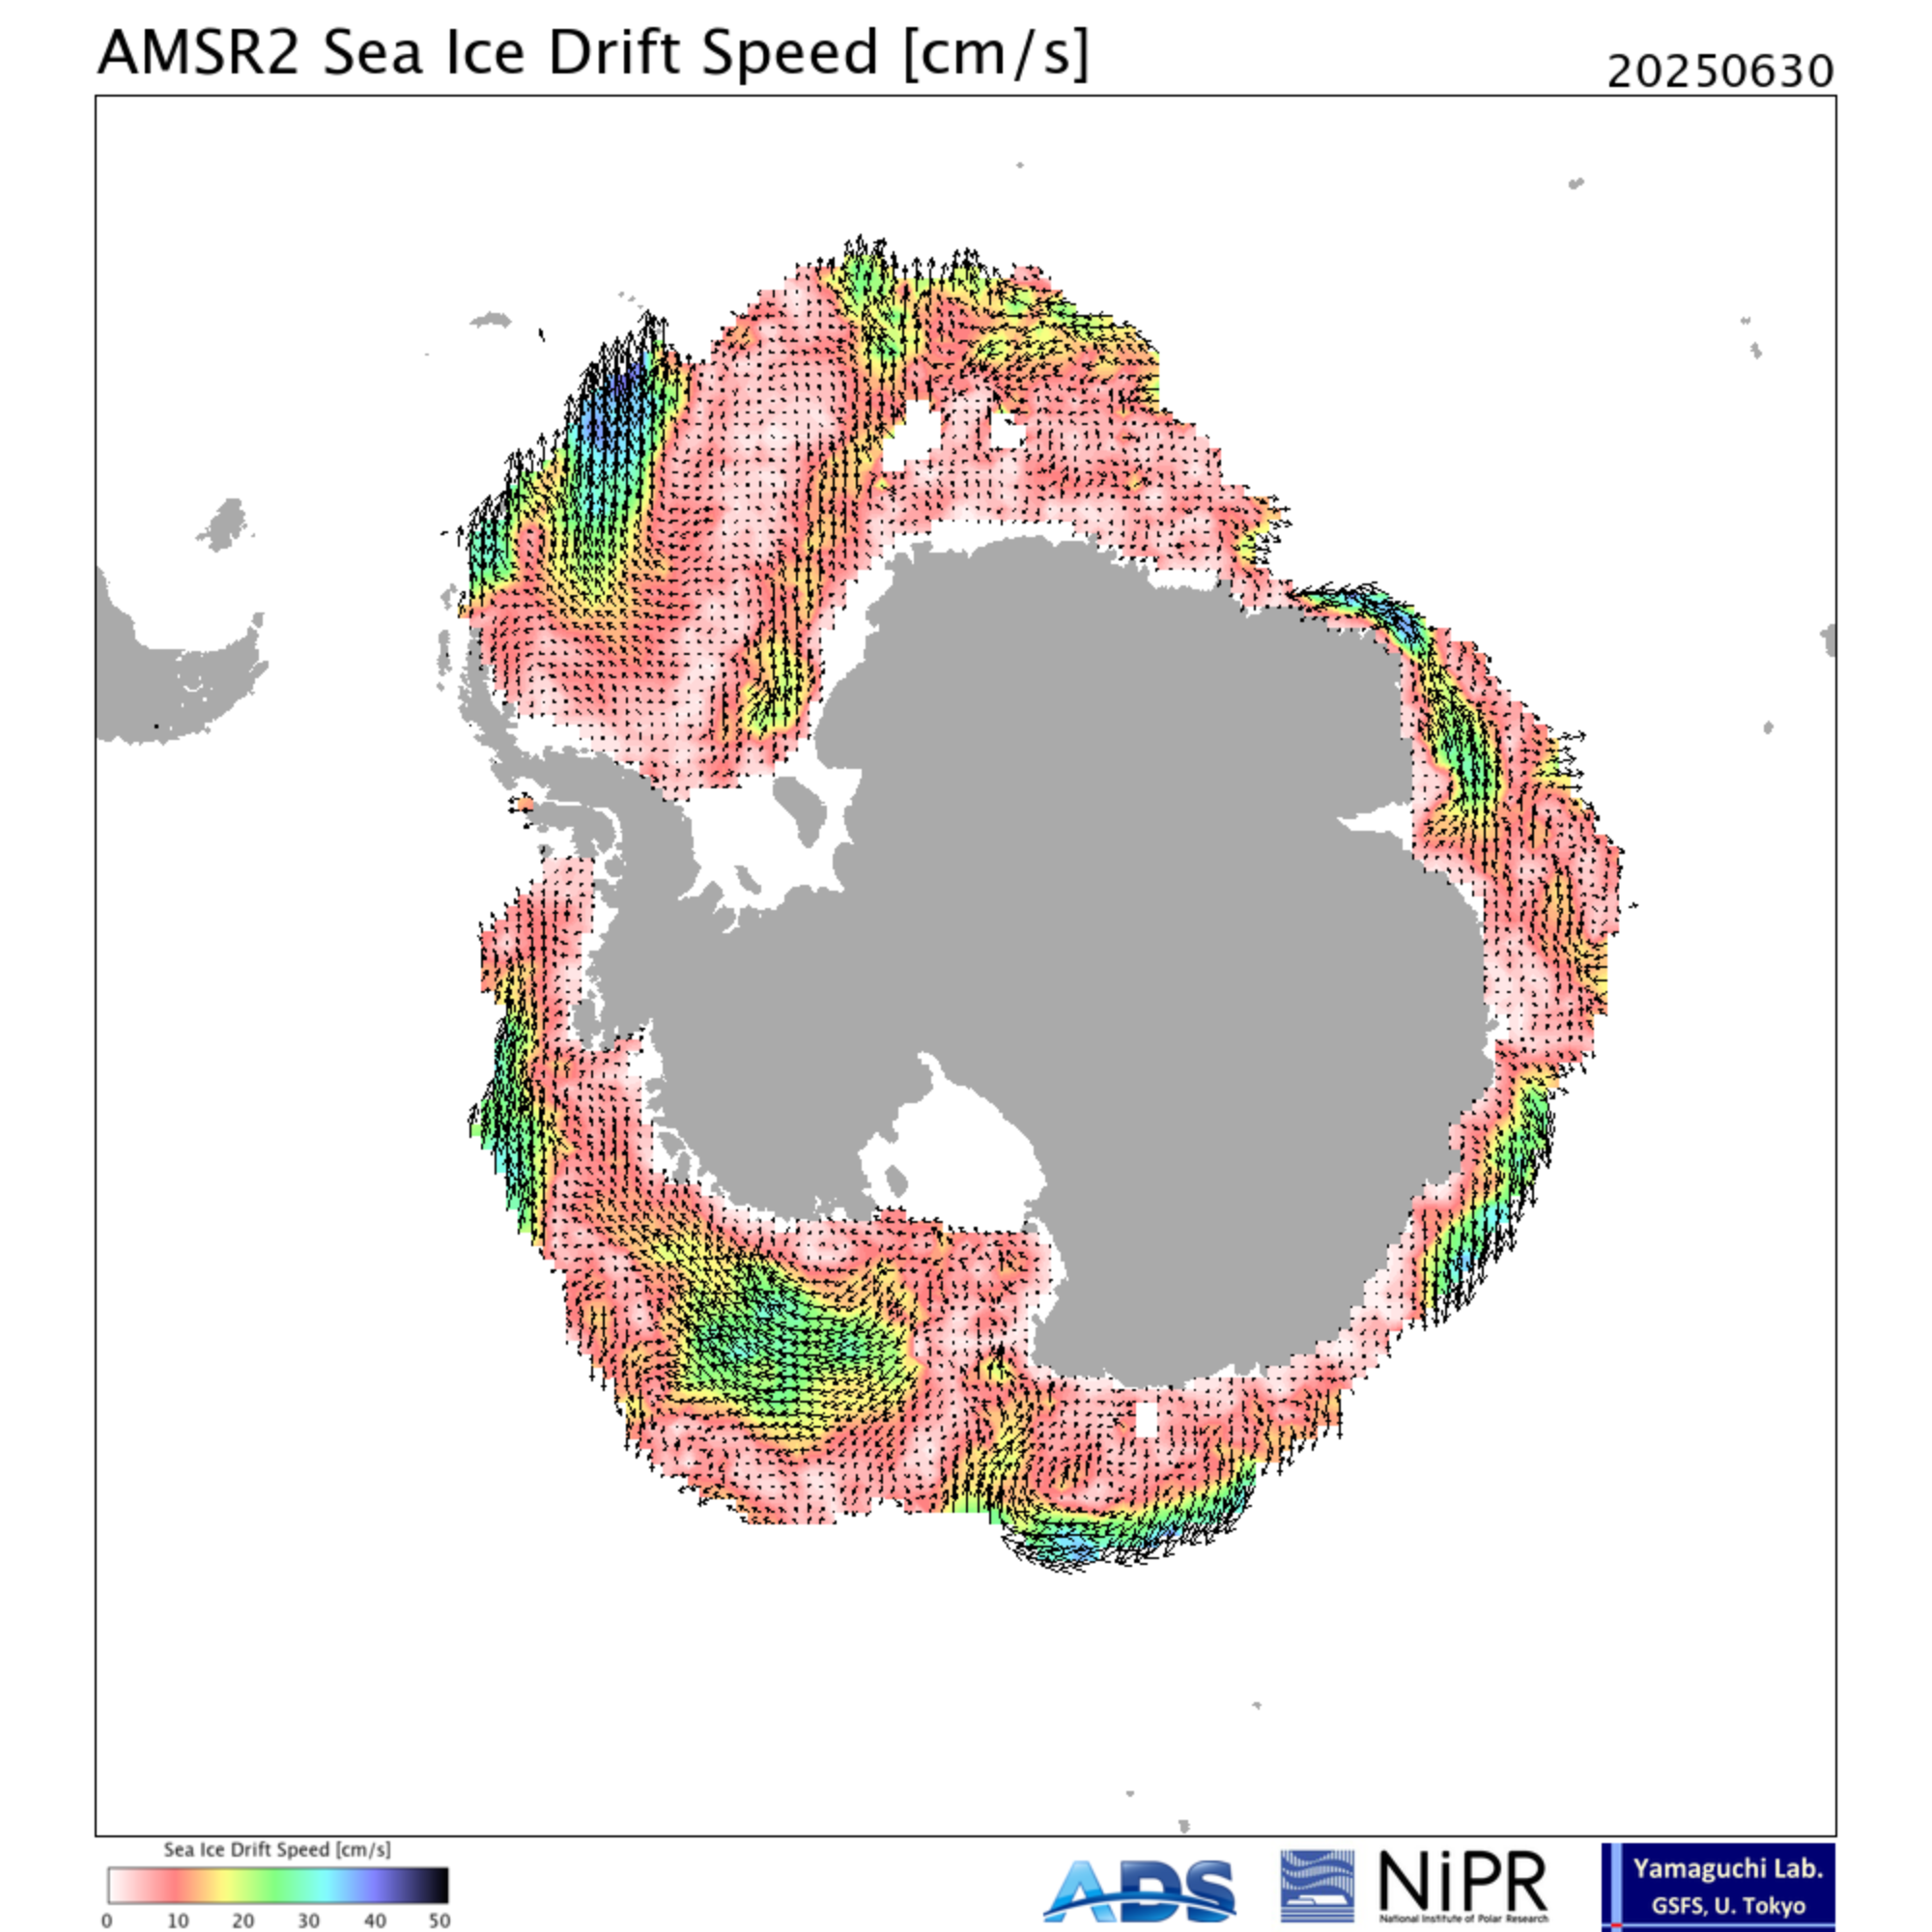 AMSR2 Sea Ice Drift Speed [cm/s]
20250630
Sea Ice Drift Speed [cm/s]
0 10 20 30 40 50
ADS
NiPR
National Institute of Polar Research
Yamaguchi Lab.
GSFS, U. Tokyo